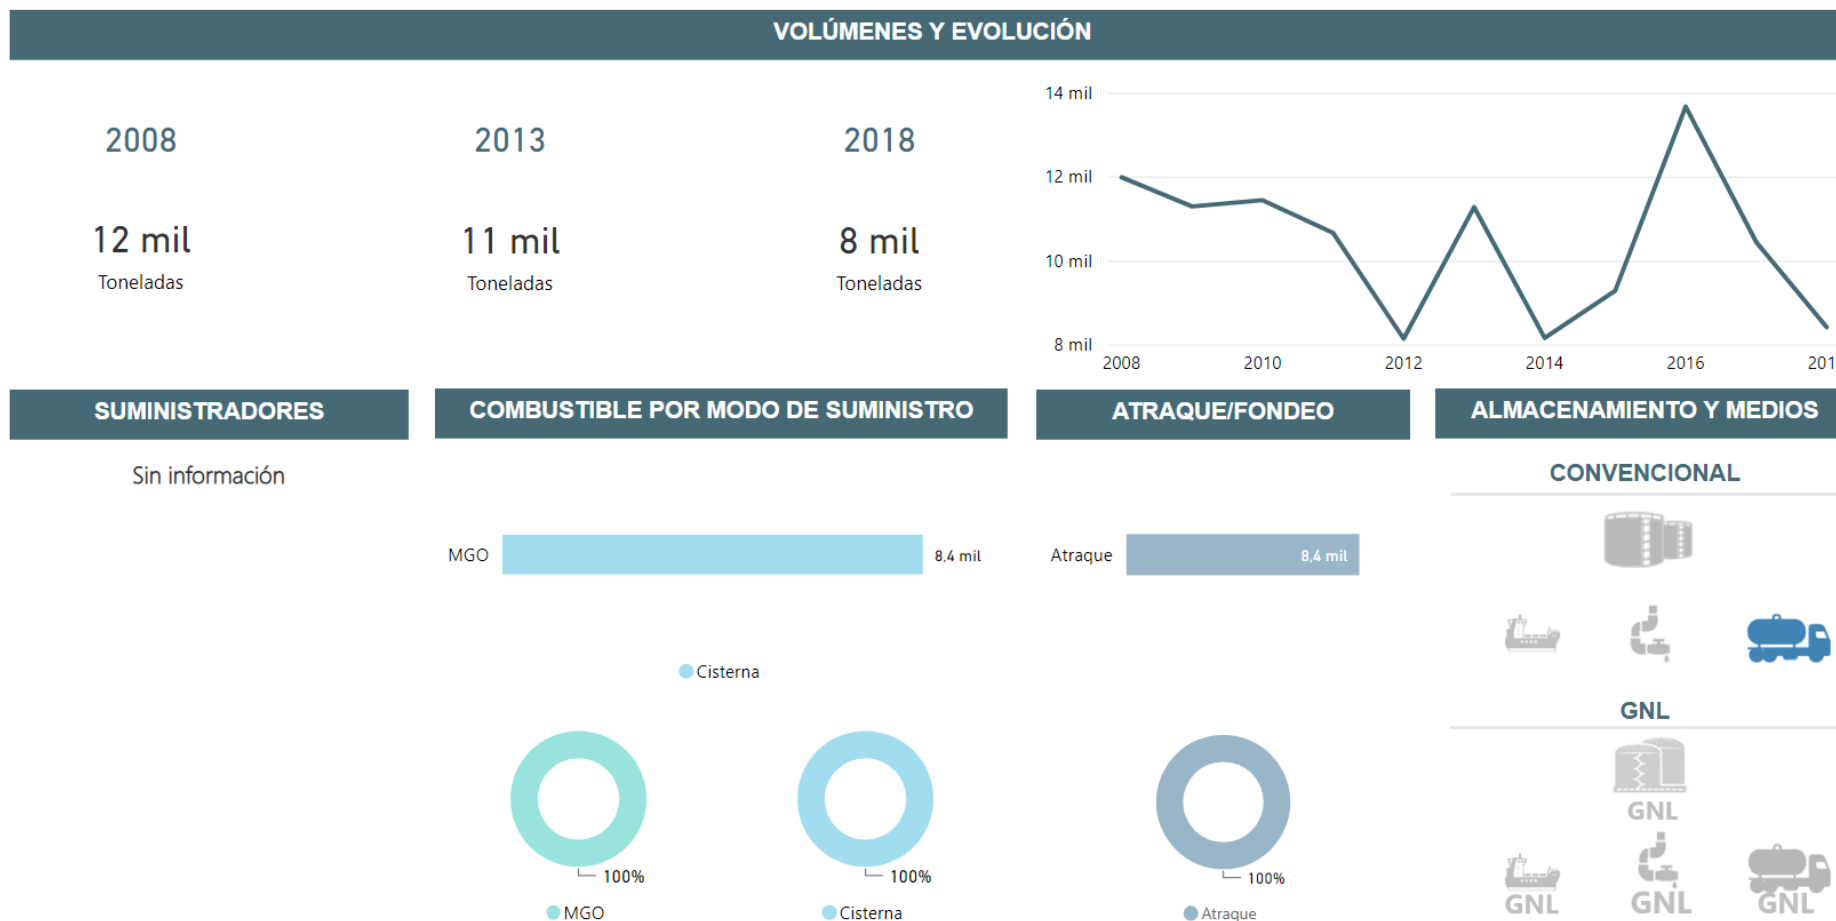 VOLÚMENES Y EVOLUCIÓN
2008
2013
2018
12 mil
11 mil
8 mil
Toneladas
Toneladas
Toneladas
14 mil
12 mil
10 mil
8 mil
2008
2010
2012
2014
2016
201
SUMINISTRADORES
Sin información
COMBUSTIBLE POR MODO DE SUMINISTRO
MGO
8,4 mil
Cisterna
100%
MGO
100%
Cisterna
ATRAQUE/FONDEO
Atraque
8,4 mil
100%
Atraque
ALMACENAMIENTO Y MEDIOS
CONVENCIONAL
GNL
GNL
GNL
GNL
GNL